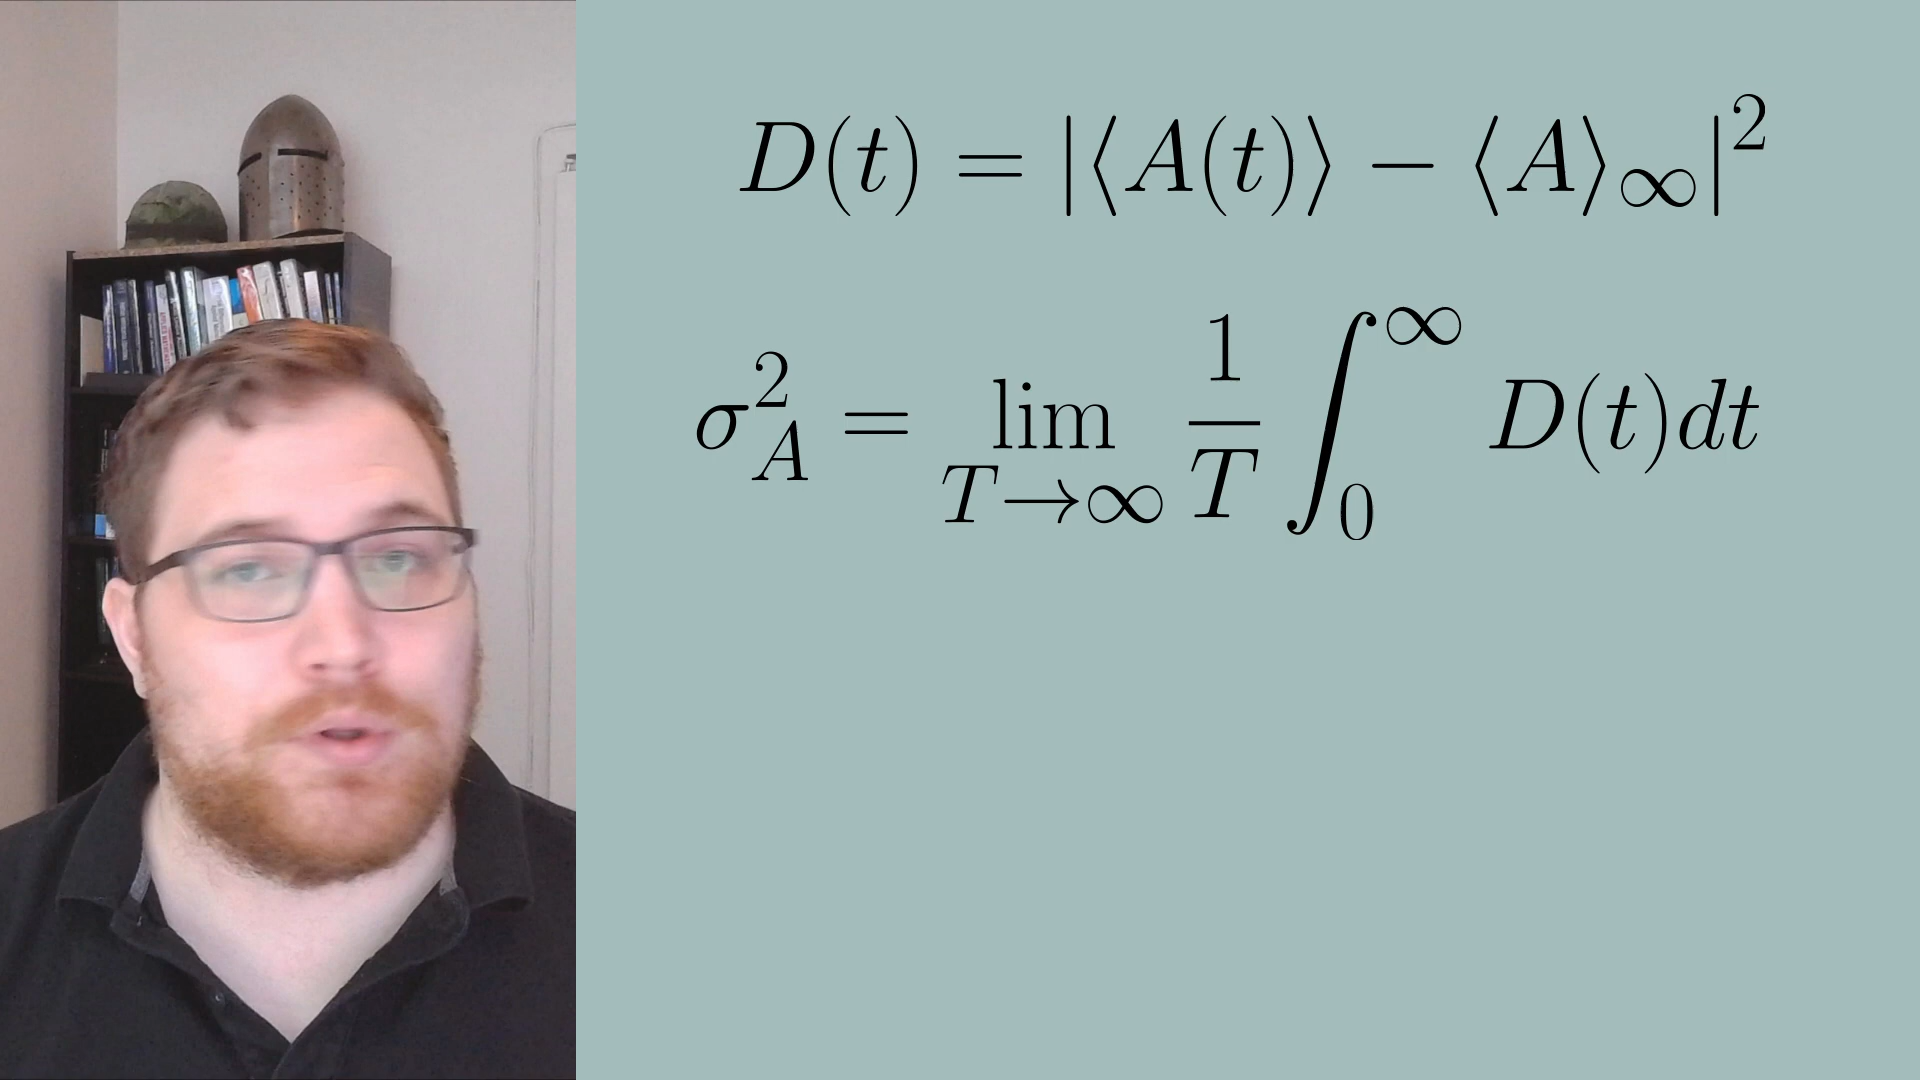 D(t) = |⟨A(t)⟩ − ⟨A⟩∞|²
σ²_A = lim_{T→∞} 1/T ∫₀^∞ D(t)dt